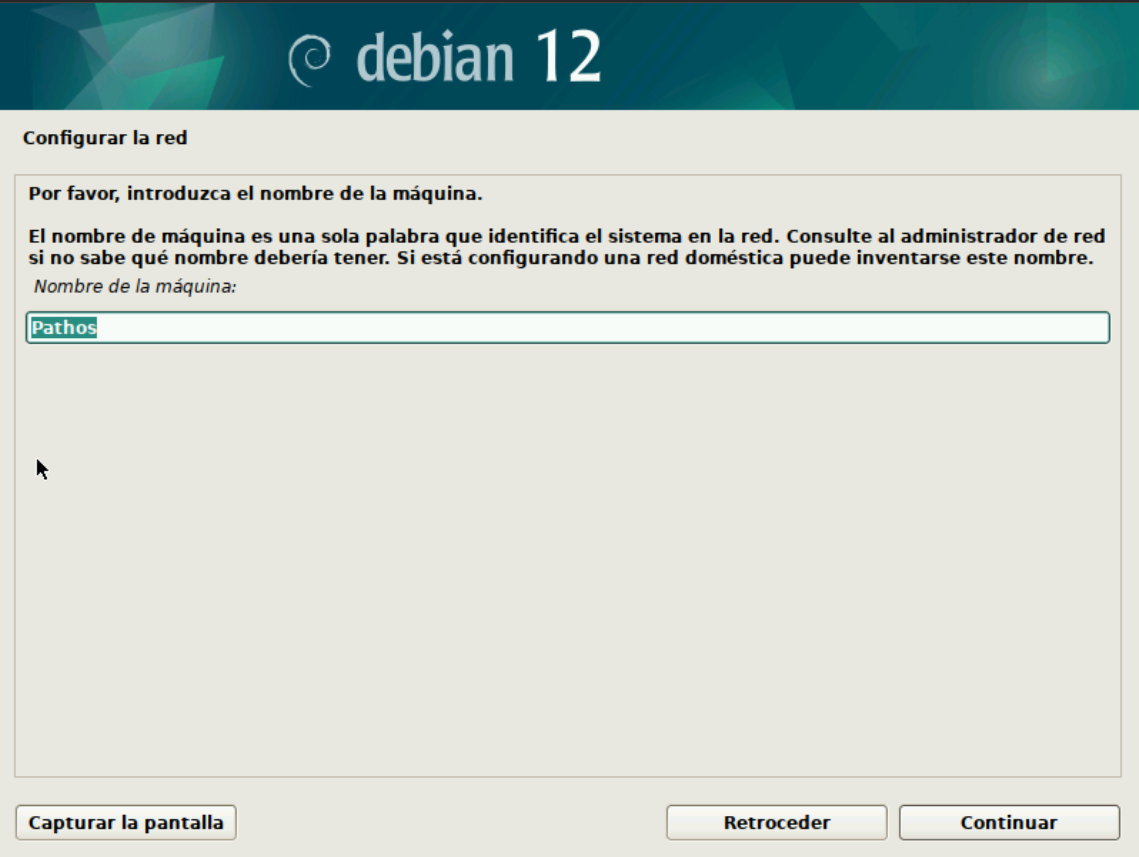 debian 12
Configurar la red
Por favor, introduzca el nombre de la máquina.
El nombre de máquina es una sola palabra que identifica el sistema en la red. Consulte al administrador de red
si no sabe qué nombre debería tener. Si está configurando una red doméstica puede inventarse este nombre.
Nombre de la máquina:
Pathos
Capturar la pantalla
Retroceder
Continuar